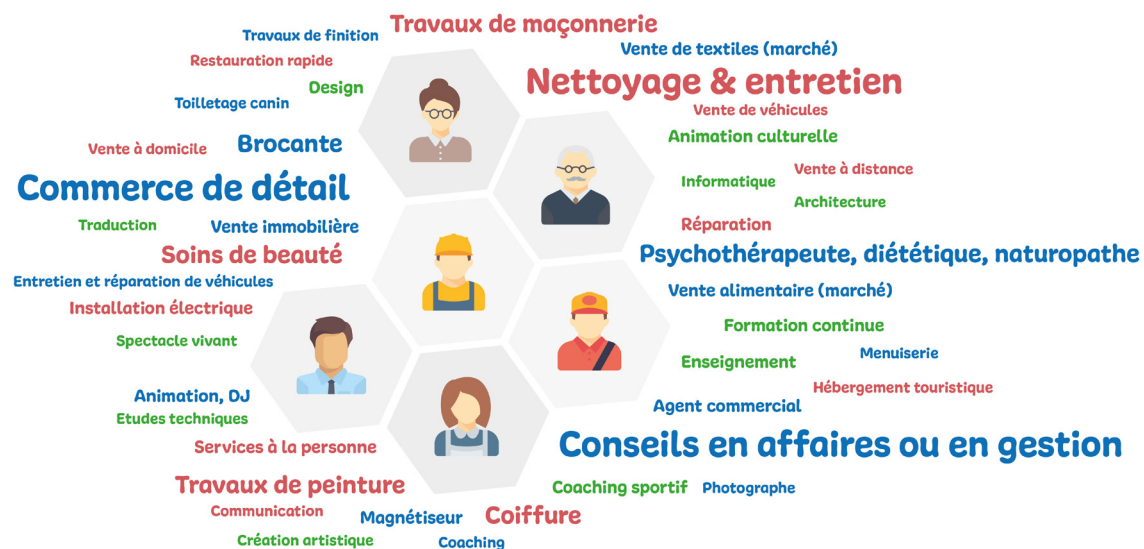 Travaux de maçonnerie
Travaux de finition
Vente de textiles (marché)
Restauration rapide
Nettoyage & entretien
Design
Toilletage canin
Vente de véhicules
Animation culturelle
Brocante
Vente à domicile
Vente à distance
Informatique
Commerce de détail
Architecture
Traduction
Vente immobilière
Réparation
Soins de beauté
Psychothérapeute, diététique, naturopathe
Entretien et réparation de véhicules
Vente alimentaire (marché)
Installation électrique
Formation continue
Spectacle vivant
Menuiserie
Enseignement
Hébergement touristique
Animation, DJ
Agent commercial
Etudes techniques
Services à la personne
Conseils en affaires ou en gestion
Travaux de peinture
Coaching sportif
Photographe
Communication
Magnétiseur
Coiffure
Création artistique
Coaching